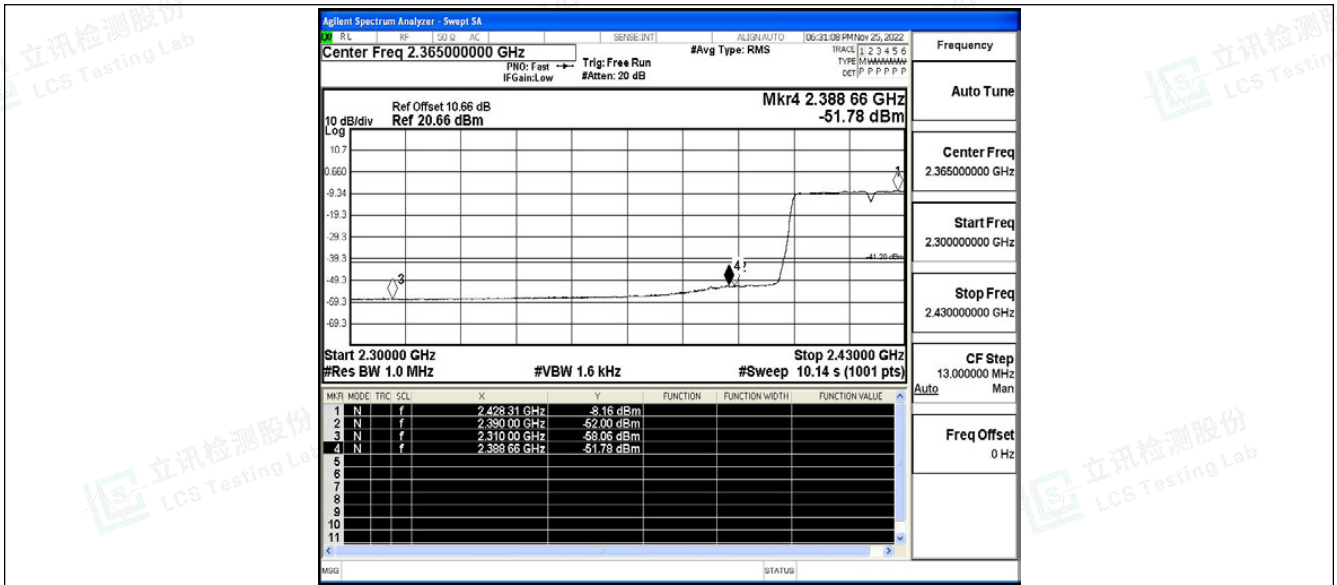 Agilent Spectrum Analyzer - Swept SA
RL RF 50 Ω AC SENSE:INT ALIGNAUTO 06:31:08 PM Nov 25, 2022
Center Freq 2.365000000 GHz
PNO: Fast
IFGain:Low
Trig: Free Run
#Atten: 20 dB
#Avg Type: RMS
TRACE 1 2 3 4 5 6
TYPE M
DET P P P P P P
Ref Offset 10.66 dB
10 dB/div Ref 20.66 dBm
Log
Mkr4 2.388 66 GHz
-51.78 dBm
10.7
0.660
-9.34
-19.3
-29.3
-39.3
-49.3
-59.3
-69.3
1
3
4
-41.20 dBm
Start 2.30000 GHz Stop 2.43000 GHz
#Res BW 1.0 MHz #VBW 1.6 kHz #Sweep 10.14 s (1001 pts)
MKR MODE TRC SCL X Y FUNCTION FUNCTION WIDTH FUNCTION VALUE
1 N f 2.428 31 GHz -8.16 dBm
2 N f 2.390 00 GHz -52.00 dBm
3 N f 2.310 00 GHz -58.06 dBm
4 N f 2.388 66 GHz -51.78 dBm
5
6
7
8
9
10
11
MSG STATUS
Frequency
Auto Tune
Center Freq
2.365000000 GHz
Start Freq
2.300000000 GHz
Stop Freq
2.430000000 GHz
CF Step
13.000000 MHz
Auto Man
Freq Offset
0 Hz
立讯检测股份
LCS Testing Lab
立讯检测
LCS Testin
立讯检测股份
LCS Testing La
立讯检测股份
LCS Testing Lab